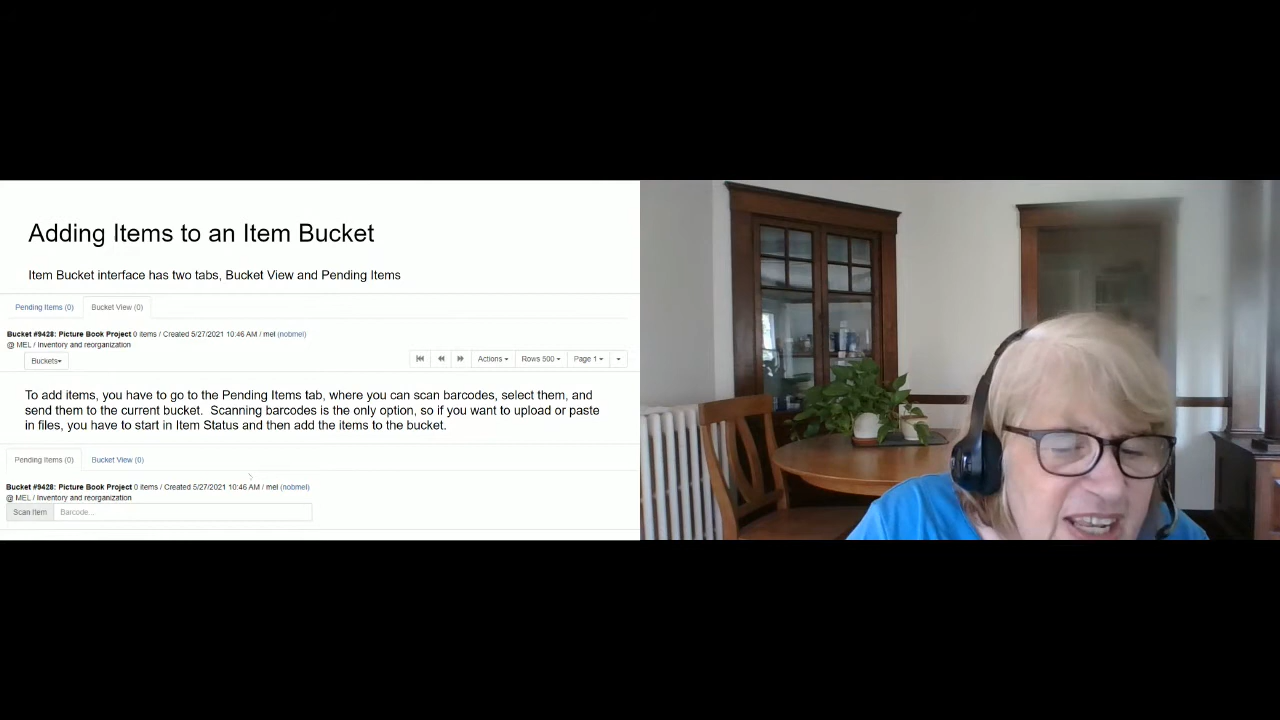 Adding Items to an Item Bucket
Item Bucket interface has two tabs, Bucket View and Pending Items
Pending Items (0) Bucket View (0)
Bucket #9428: Picture Book Project 0 items / Created 5/27/2021 10:46 AM / mel (nobmel)
@ MEL / Inventory and reorganization
Buckets Actions Rows 500 Page 1
To add items, you have to go to the Pending Items tab, where you can scan barcodes, select them, and
send them to the current bucket. Scanning barcodes is the only option, so if you want to upload or paste
in files, you have to start in Item Status and then add the items to the bucket.
Pending Items (0) Bucket View (0)
Bucket #9428: Picture Book Project 0 items / Created 5/27/2021 10:46 AM / mel (nobmel)
@ MEL / Inventory and reorganization
Scan Item Barcode...